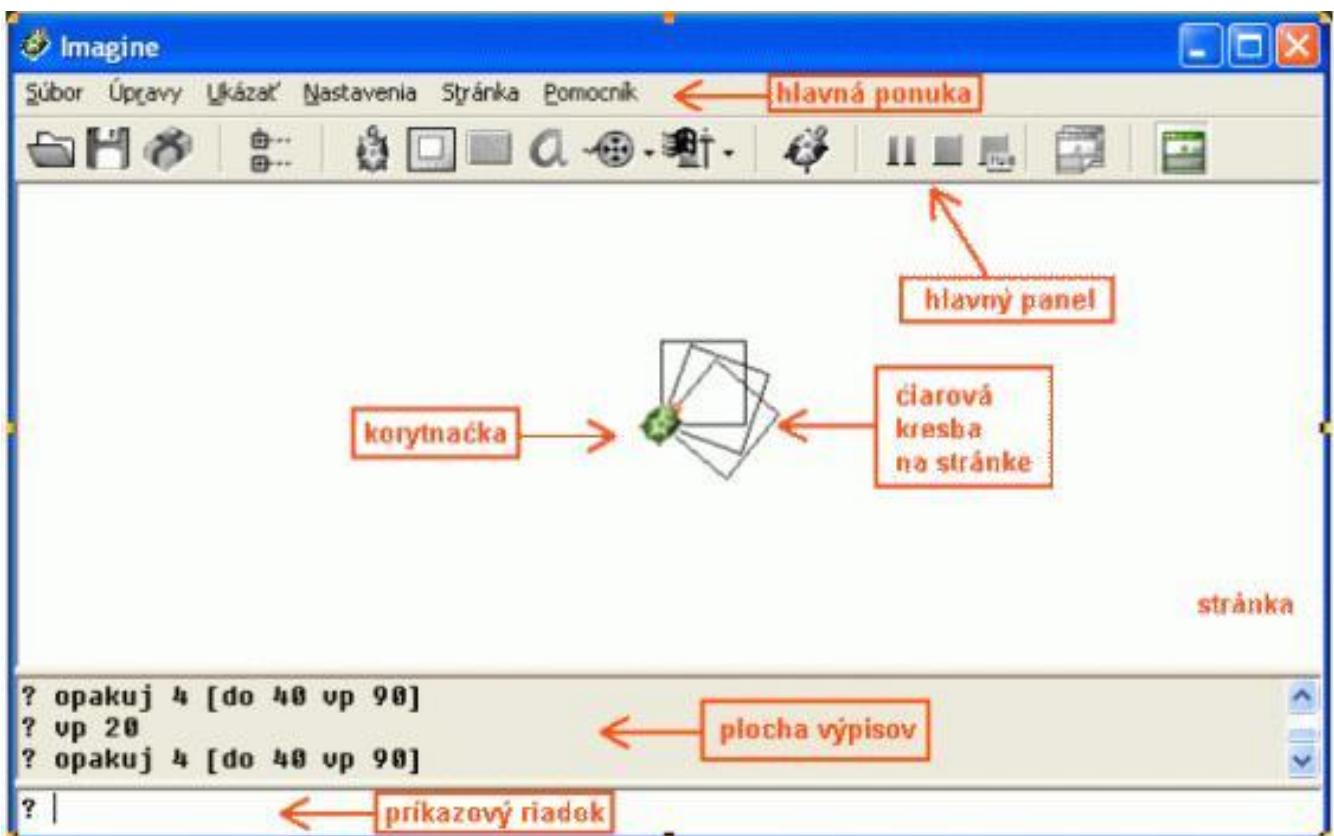 Imagine
Súbor Úpravy Ukázať Nastavenia Stránka Pomocník
hlavná ponuka
hlavný panel
korytnačka
čiarová
kresba
na stránke
stránka
? opakuj 4 [do 40 vp 90]
? vp 20
? opakuj 4 [do 40 vp 90]
plocha výpisov
? 
príkazový riadok